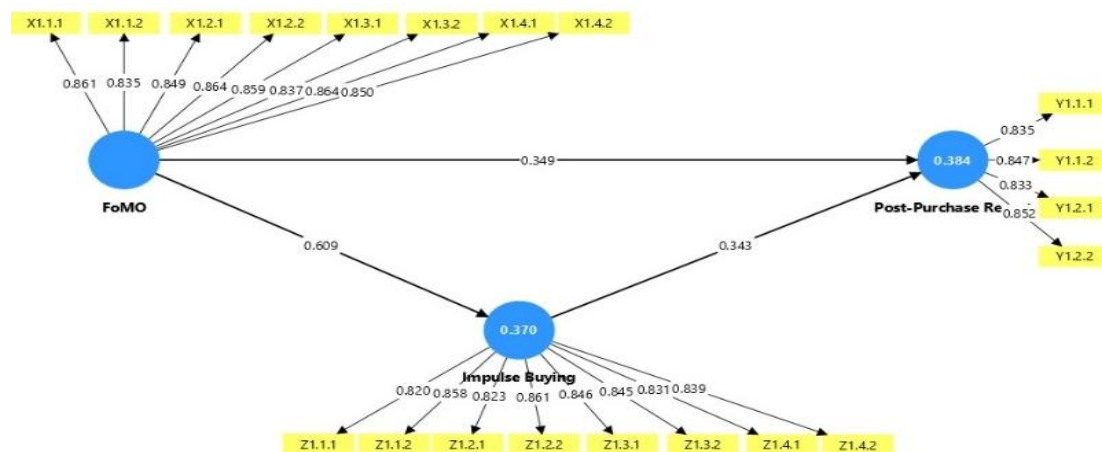 X1.1.1 X1.1.2 X1.2.1 X1.2.2 X1.3.1 X1.3.2 X1.4.1 X1.4.2
0.861 0.835 0.849 0.864 0.859 0.837 0.864 0.850
Y1.1.1
0.835
0.349
0.384
0.847
Y1.1.2
0.833
FoMO
Post-Purchase Re
0.852
Y1.2.1
0.609
0.343
Y1.2.2
0.370
Impulse Buying
0.820 0.858 0.823 0.861 0.846 0.845 0.831 0.839
Z1.1.1 Z1.1.2 Z1.2.1 Z1.2.2 Z1.3.1 Z1.3.2 Z1.4.1 Z1.4.2